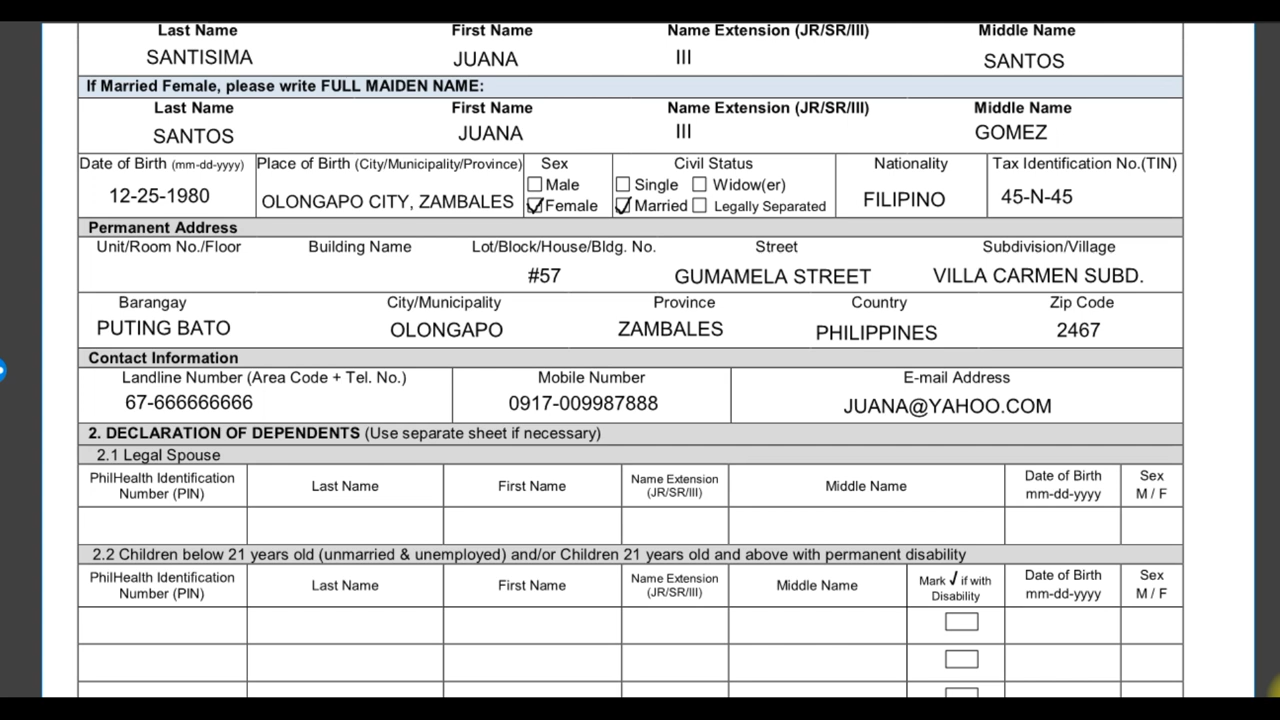 Last Name First Name Name Extension (JR/SR/III) Middle Name
SANTISIMA JUANA III SANTOS
If Married Female, please write FULL MAIDEN NAME:
Last Name First Name Name Extension (JR/SR/III) Middle Name
SANTOS JUANA III GOMEZ
Date of Birth (mm-dd-yyyy) Place of Birth (City/Municipality/Province) Sex Civil Status Nationality Tax Identification No.(TIN)
Male Single Widow(er)
12-25-1980 OLONGAPO CITY, ZAMBALES Female Married Legally Separated FILIPINO 45-N-45
Permanent Address
Unit/Room No./Floor Building Name Lot/Block/House/Bldg. No. Street Subdivision/Village
#57 GUMAMELA STREET VILLA CARMEN SUBD.
Barangay City/Municipality Province Country Zip Code
PUTING BATO OLONGAPO ZAMBALES PHILIPPINES 2467
Contact Information
Landline Number (Area Code + Tel. No.) Mobile Number E-mail Address
67-666666666 0917-009987888 JUANA@YAHOO.COM
2. DECLARATION OF DEPENDENTS (Use separate sheet if necessary)
2.1 Legal Spouse
PhilHealth Identification Number (PIN) Last Name First Name Name Extension (JR/SR/III) Middle Name Date of Birth mm-dd-yyyy Sex M / F
2.2 Children below 21 years old (unmarried & unemployed) and/or Children 21 years old and above with permanent disability
PhilHealth Identification Number (PIN) Last Name First Name Name Extension (JR/SR/III) Middle Name Mark ✓ if with Disability Date of Birth mm-dd-yyyy Sex M / F